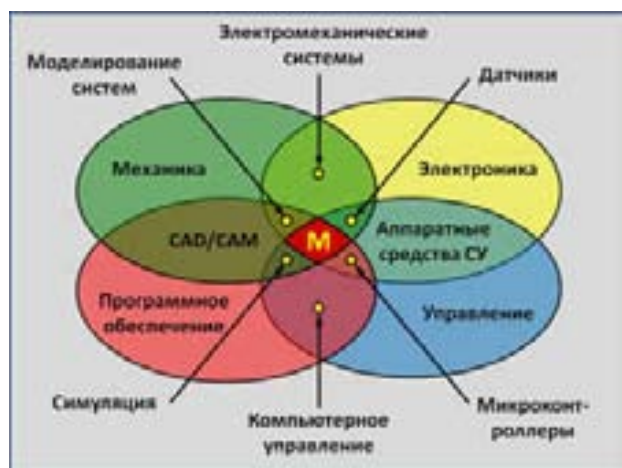 Электромеханические
системы
Моделирование
систем
Датчики
Механика
Электроника
CAD/CAM
М
Аппаратные
средства СУ
Программное
обеспечение
Управление
Симуляция
Компьютерное
управление
Микроконт-
роллеры